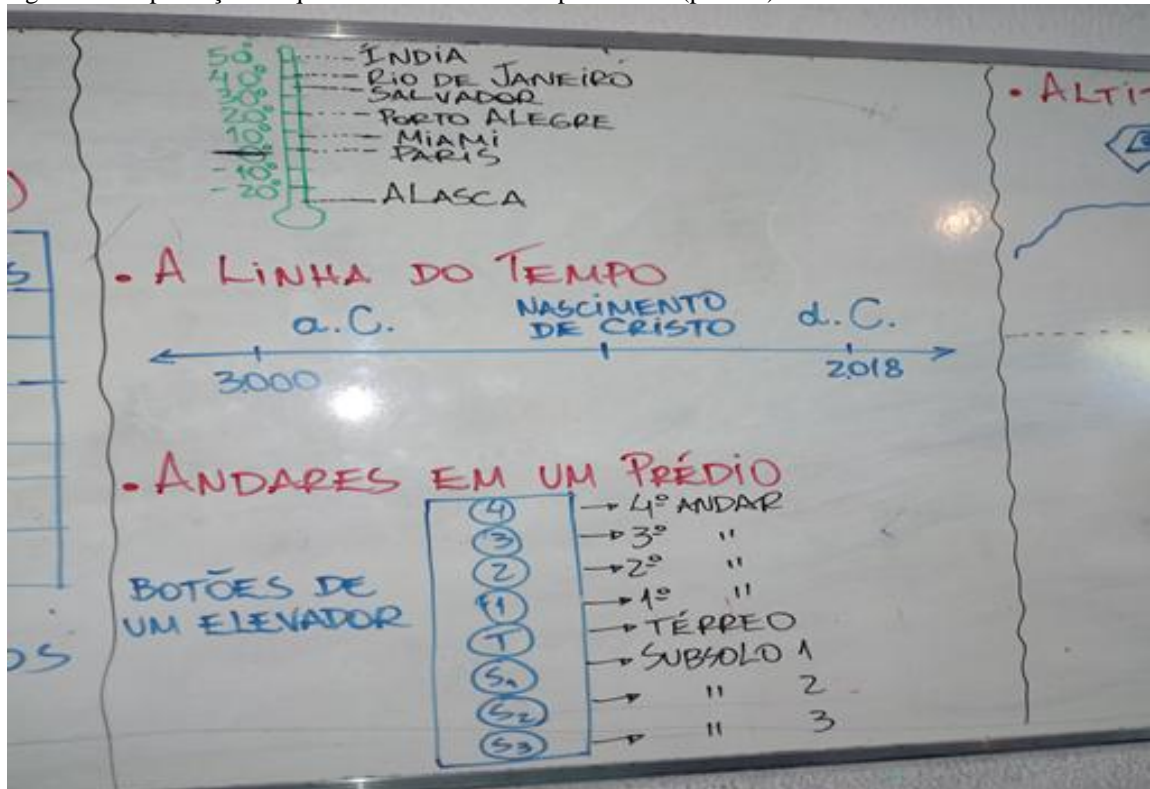 50° ÍNDIA
40° RIO DE JANEIRO
30° SALVADOR
20° PORTO ALEGRE
10° MIAMI
PARIS
-10°
-20° ALASCA
• ALTI
• A LINHA DO TEMPO
a.C. NASCIMENTO DE CRISTO d.C.
3000 2018
• ANDARES EM UM PRÉDIO
BOTÕES DE
UM ELEVADOR
4 4º ANDAR
3 3º "
2 2º "
1 1º "
T TÉRREO
S1 SUBSOLO 1
S2 " 2
S3 " 3
S
OS